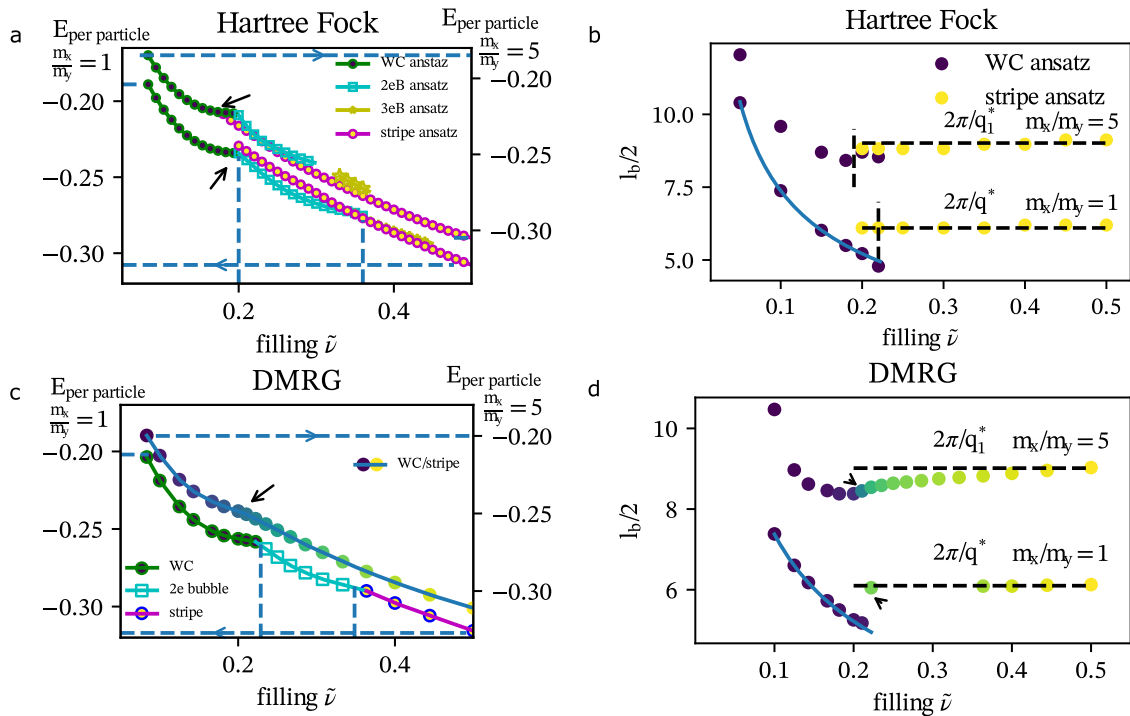 Hartree Fock
a
E_per particle
m_x/m_y = 1
E_per particle
m_x/m_y = 5
WC anstaz
2eB ansatz
3eB ansatz
stripe ansatz
−0.20
−0.25
−0.30
−0.20
−0.25
−0.30
0.2
0.4
filling ν̃
Hartree Fock
b
WC ansatz
stripe ansatz
2π/q₁* m_x/m_y = 5
2π/q* m_x/m_y = 1
l_b/2
10.0
7.5
5.0
0.1
0.2
0.3
0.4
0.5
filling ν̃
DMRG
c
E_per particle
m_x/m_y = 1
E_per particle
m_x/m_y = 5
WC/stripe
WC
2e bubble
stripe
−0.20
−0.25
−0.30
−0.20
−0.25
−0.30
0.2
0.4
filling ν̃
DMRG
d
2π/q₁* m_x/m_y = 5
2π/q* m_x/m_y = 1
l_b/2
10
8
6
0.1
0.2
0.3
0.4
0.5
filling ν̃